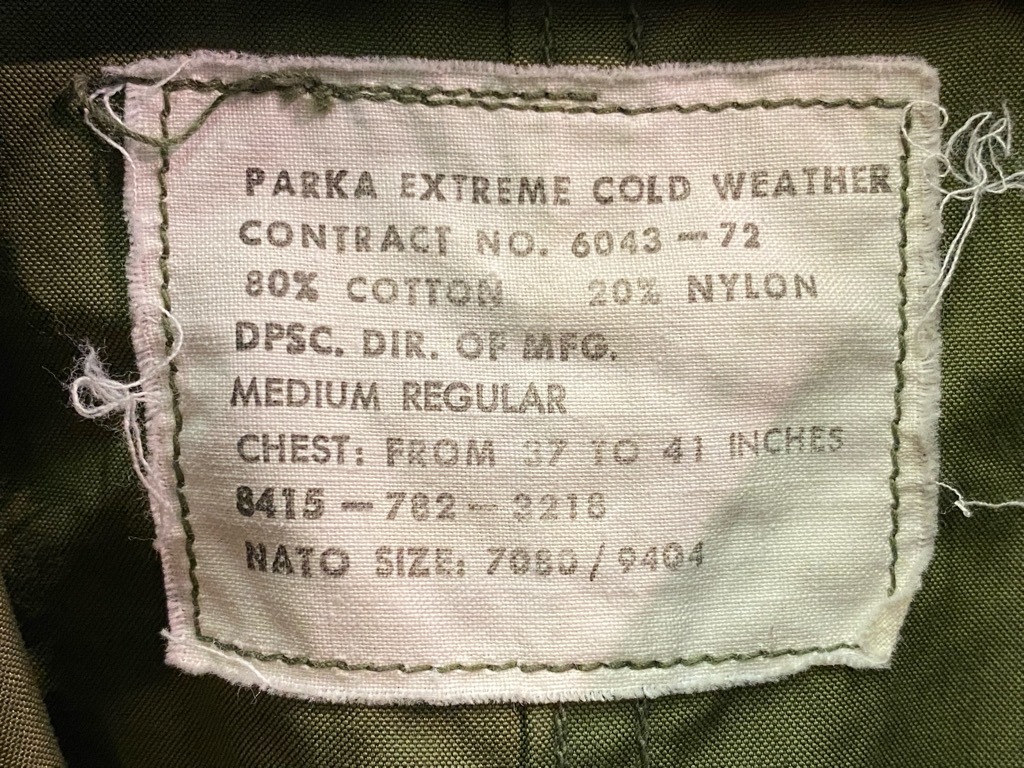 PARKA EXTREME COLD WEATHER
CONTRACT NO. 6043-72
80% COTTON 20% NYLON
DPSC. DIR. OF MFG.
MEDIUM REGULAR
CHEST: FROM 37 TO 41 INCHES
8415-782-3218
NATO SIZE: 7080/9404